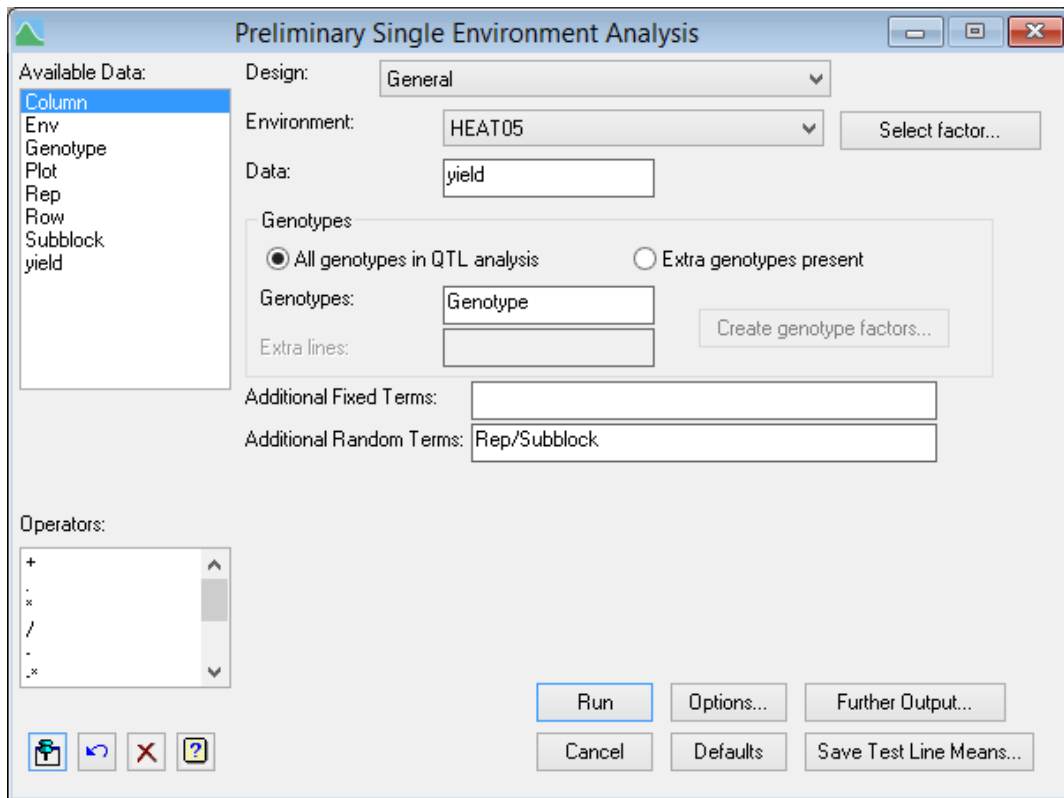 Preliminary Single Environment Analysis
Available Data:
Column
Env
Genotype
Plot
Rep
Row
Subblock
yield
Design:
General
Environment:
HEAT05
Select factor...
Data:
yield
Genotypes
All genotypes in QTL analysis
Extra genotypes present
Genotypes:
Genotype
Create genotype factors...
Extra lines:
Additional Fixed Terms:
Additional Random Terms:
Rep/Subblock
Operators:
+
.
*
/
-
-*
Run
Options...
Further Output...
?
Cancel
Defaults
Save Test Line Means...